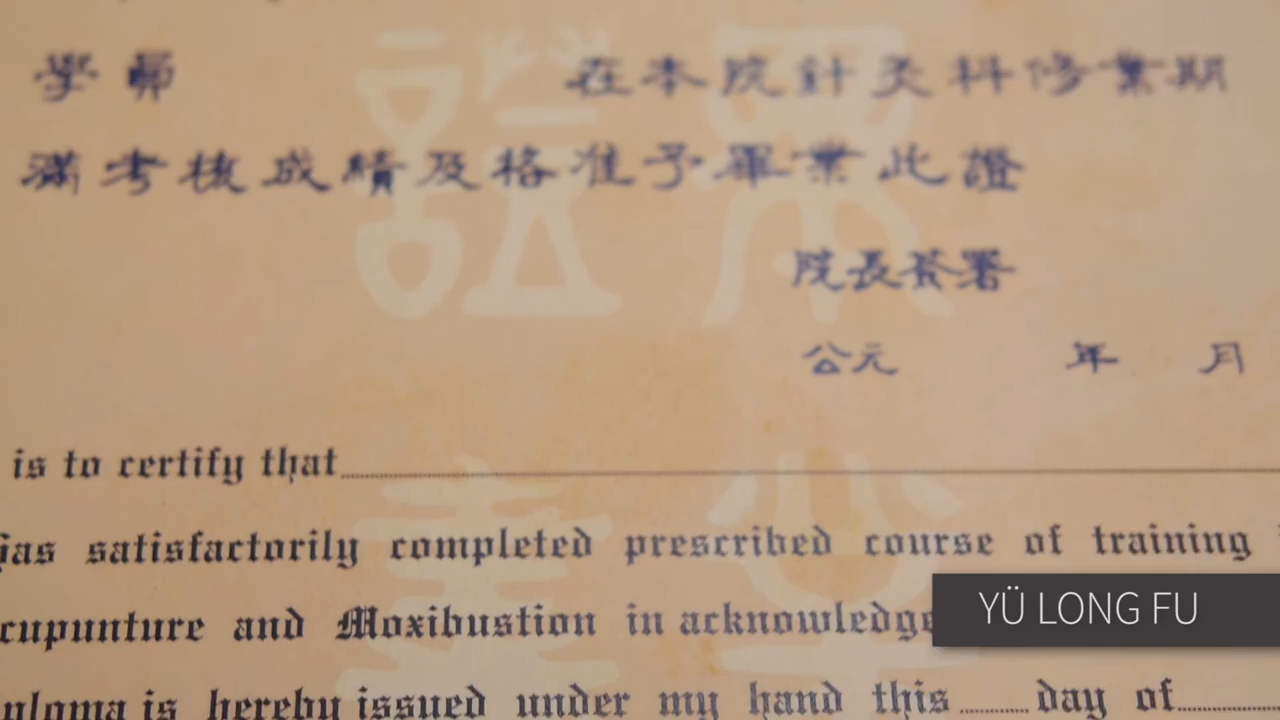 學員 在本院針灸科修業期
滿考核成績及格准予畢業此證
院長簽署
公元 年 月
is to certify that
has satisfactorily completed prescribed course of training
cupunture and Moxibustion in acknowledge
ploma is hereby issued under my hand this day of
YÜ LONG FU